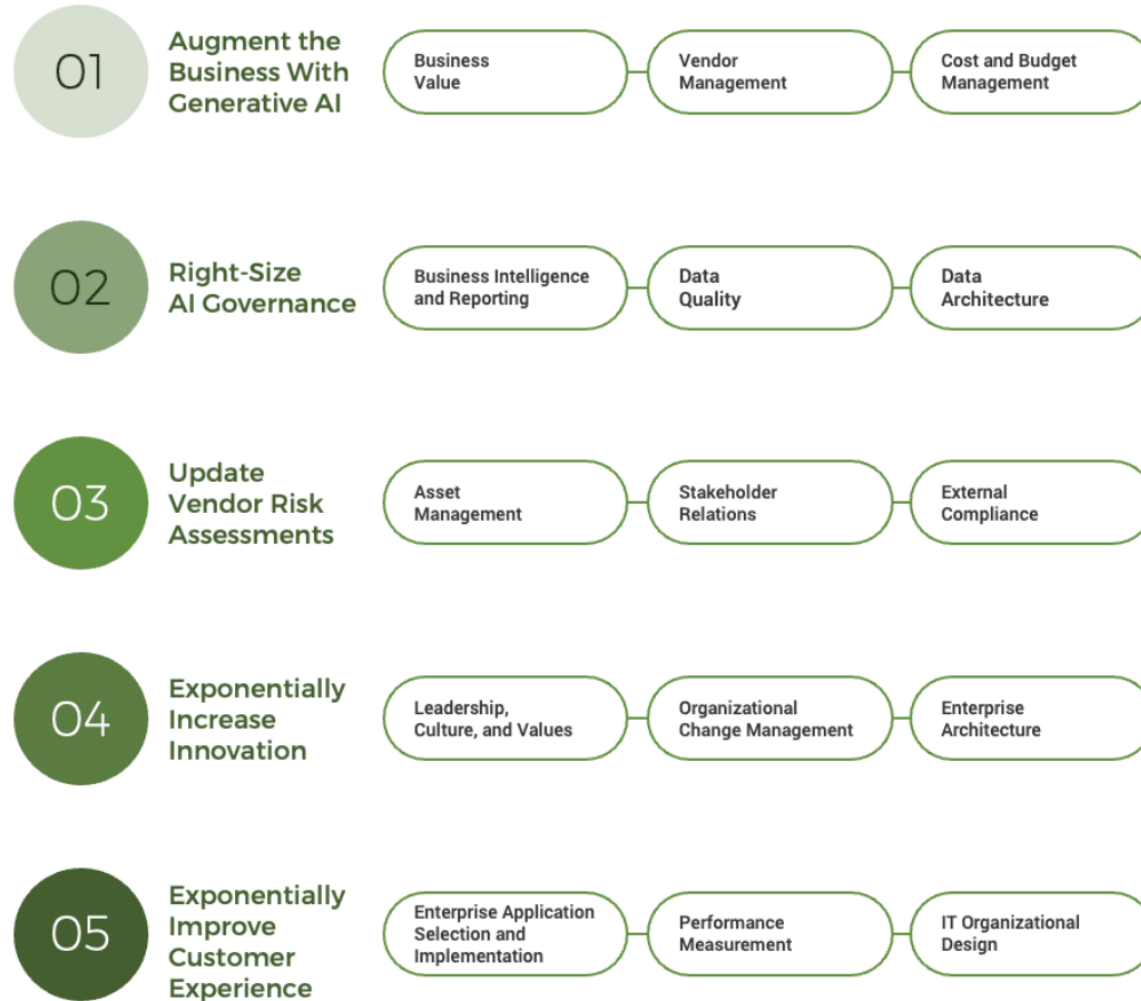 01
Augment the
Business With
Generative AI
Business
Value
Vendor
Management
Cost and Budget
Management
02
Right-Size
AI Governance
Business Intelligence
and Reporting
Data
Quality
Data
Architecture
03
Update
Vendor Risk
Assessments
Asset
Management
Stakeholder
Relations
External
Compliance
04
Exponentially
Increase
Innovation
Leadership,
Culture, and Values
Organizational
Change Management
Enterprise
Architecture
05
Exponentially
Improve
Customer
Experience
Enterprise Application
Selection and
Implementation
Performance
Measurement
IT Organizational
Design